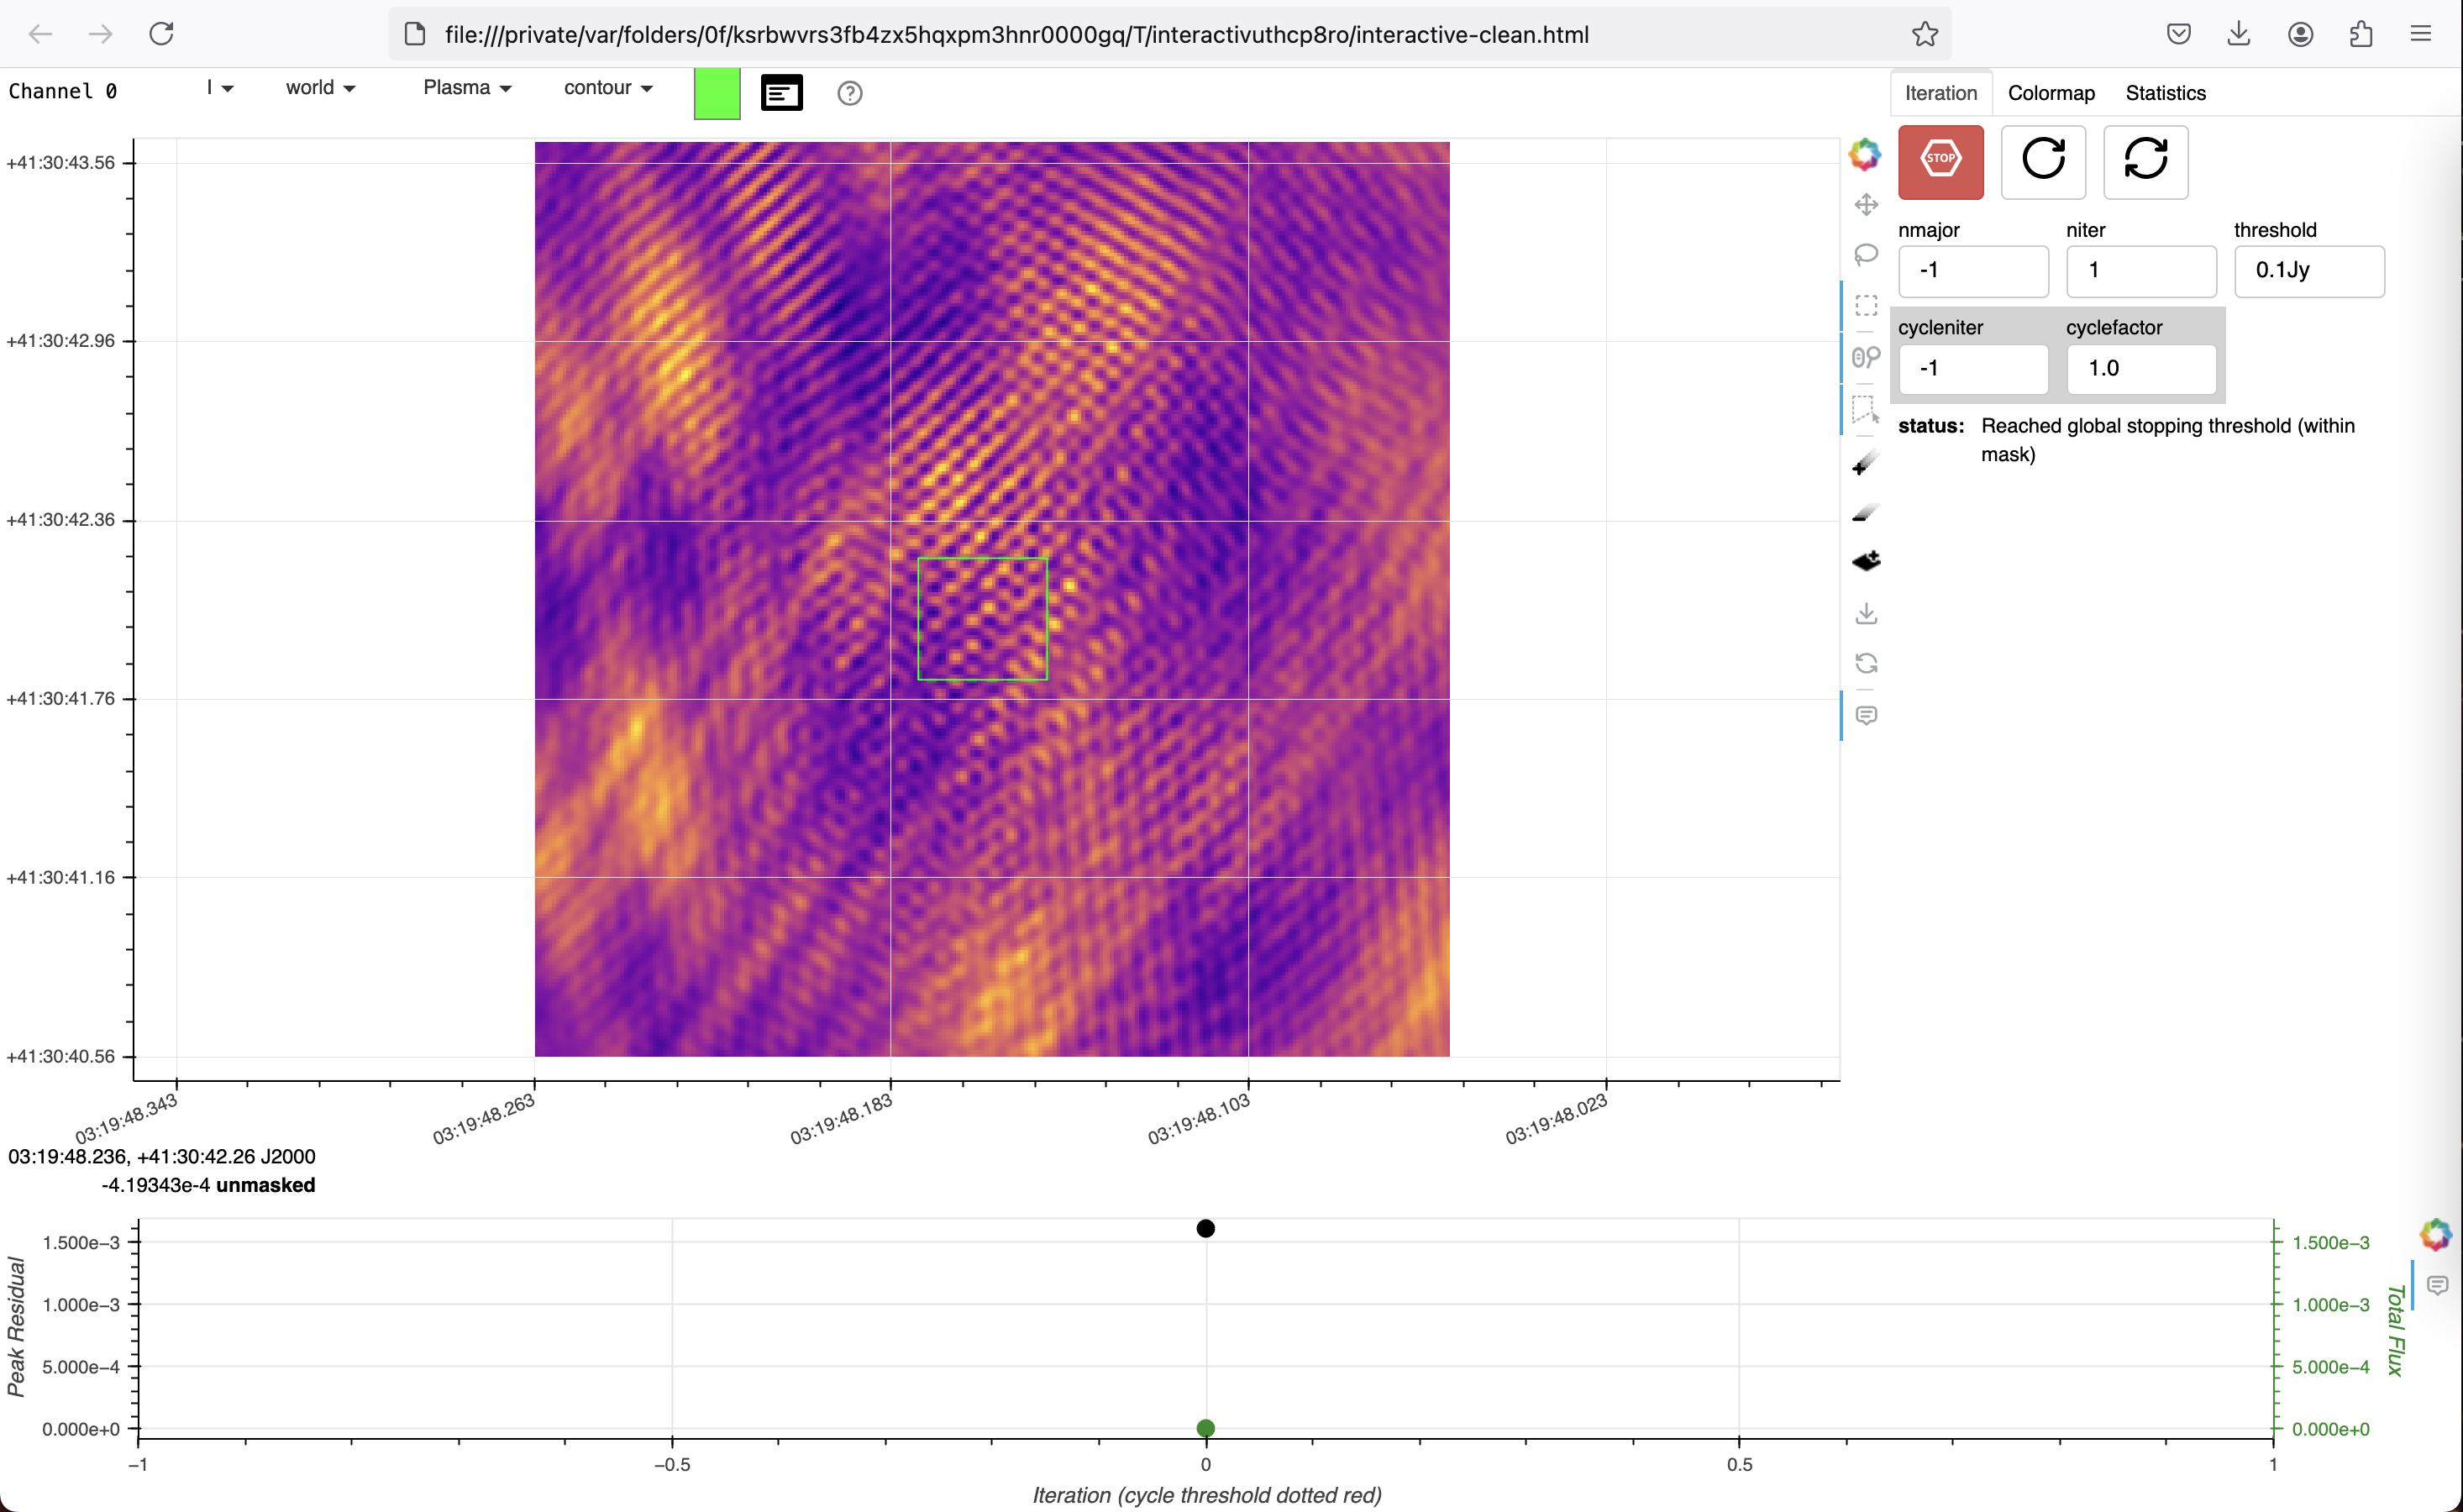 file:///private/var/folders/0f/ksrbwvrs3fb4zx5hqxpm3hnr0000gq/T/interactivuthcp8ro/interactive-clean.html
Channel 0 I world Plasma contour ?
Iteration Colormap Statistics
STOP
nmajor niter threshold
-1 1 0.1Jy
cycleniter cyclefactor
-1 1.0
status: Reached global stopping threshold (within
mask)
+41:30:43.56
+41:30:42.96
+41:30:42.36
+41:30:41.76
+41:30:41.16
+41:30:40.56
03:19:48.343 03:19:48.263 03:19:48.183 03:19:48.103 03:19:48.023
03:19:48.236, +41:30:42.26 J2000
-4.19343e-4 unmasked
Peak Residual
1.500e−3
1.000e−3
5.000e−4
0.000e+0
1.500e−3
1.000e−3
5.000e−4
0.000e+0
Total Flux
−1 −0.5 0 0.5 1
Iteration (cycle threshold dotted red)